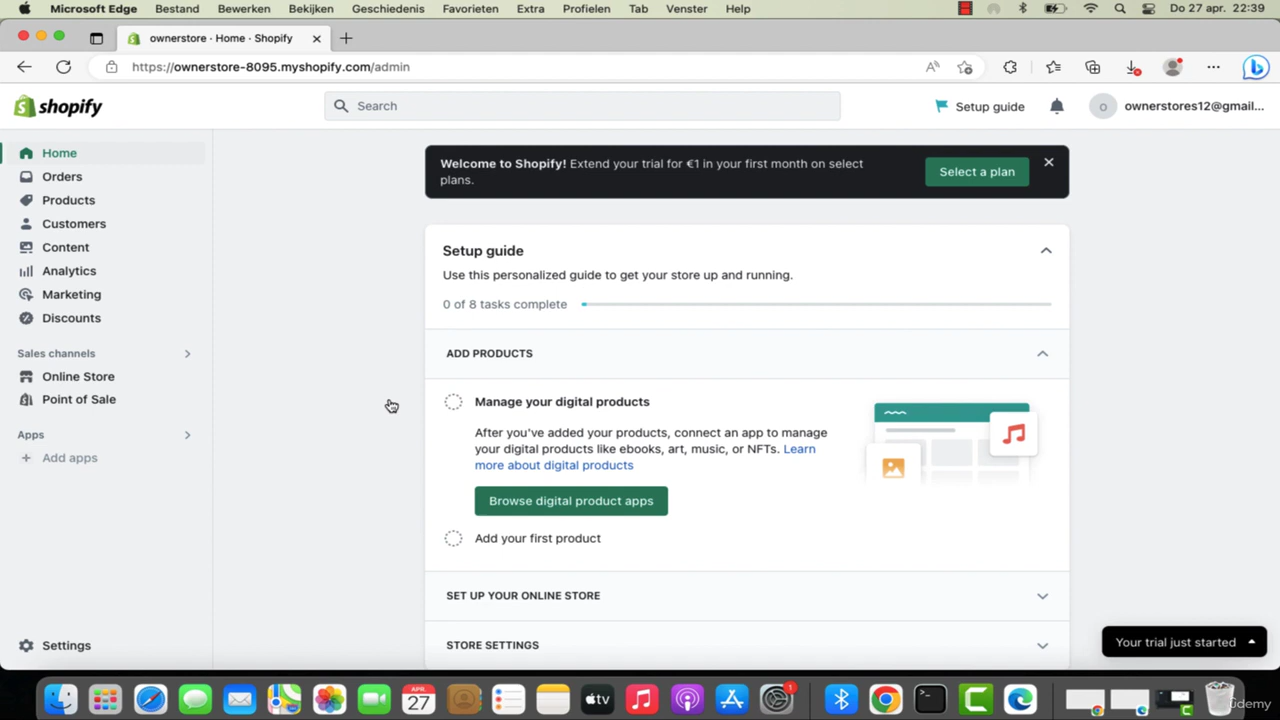 Microsoft Edge Bestand Bewerken Bekijken Geschiedenis Favorieten Extra Profielen Tab Venster Help Do 27 apr. 22:39
ownerstore · Home · Shopify
https://ownerstore-8095.myshopify.com/admin
shopify
Search
Setup guide
o
ownerstores12@gmail...
Home
Orders
Products
Customers
Content
Analytics
Marketing
Discounts
Sales channels
Online Store
Point of Sale
Apps
Add apps
Settings
Welcome to Shopify! Extend your trial for €1 in your first month on select
plans.
Select a plan
Setup guide
Use this personalized guide to get your store up and running.
0 of 8 tasks complete
ADD PRODUCTS
Manage your digital products
After you've added your products, connect an app to manage
your digital products like ebooks, art, music, or NFTs. Learn
more about digital products
Browse digital product apps
Add your first product
SET UP YOUR ONLINE STORE
STORE SETTINGS
Your trial just started
APR.
27
tv
1
Udemy